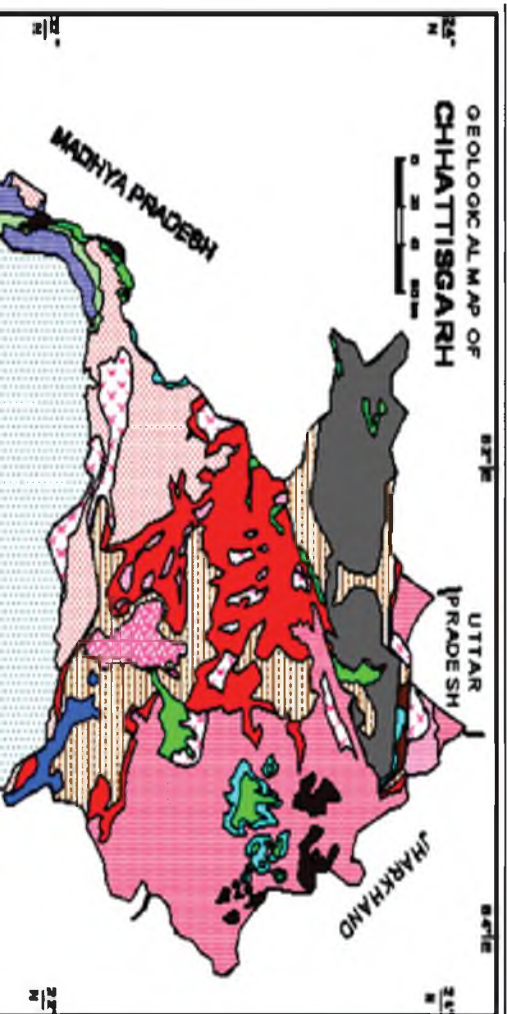 GEOLOGICAL MAP OF
CHHATTISGARH
24°
N
82°E
84°E
UTTAR
PRADESH
MADHYA PRADESH
JHARKHAND